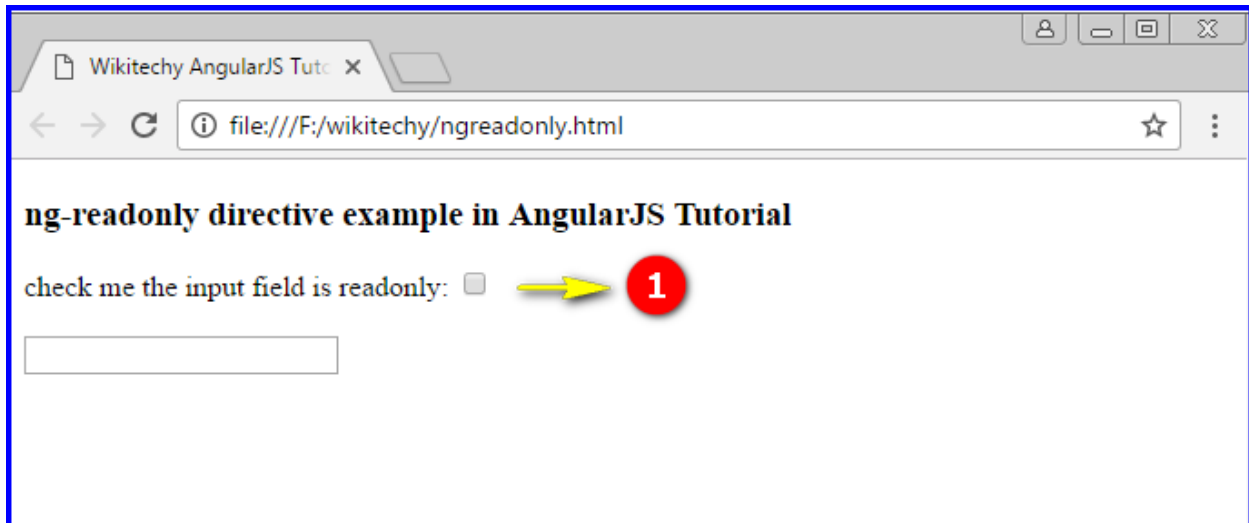 Wikitechy AngularJS Tuto
file:///F:/wikitechy/ngreadonly.html
ng-readonly directive example in AngularJS Tutorial
check me the input field is readonly: 1